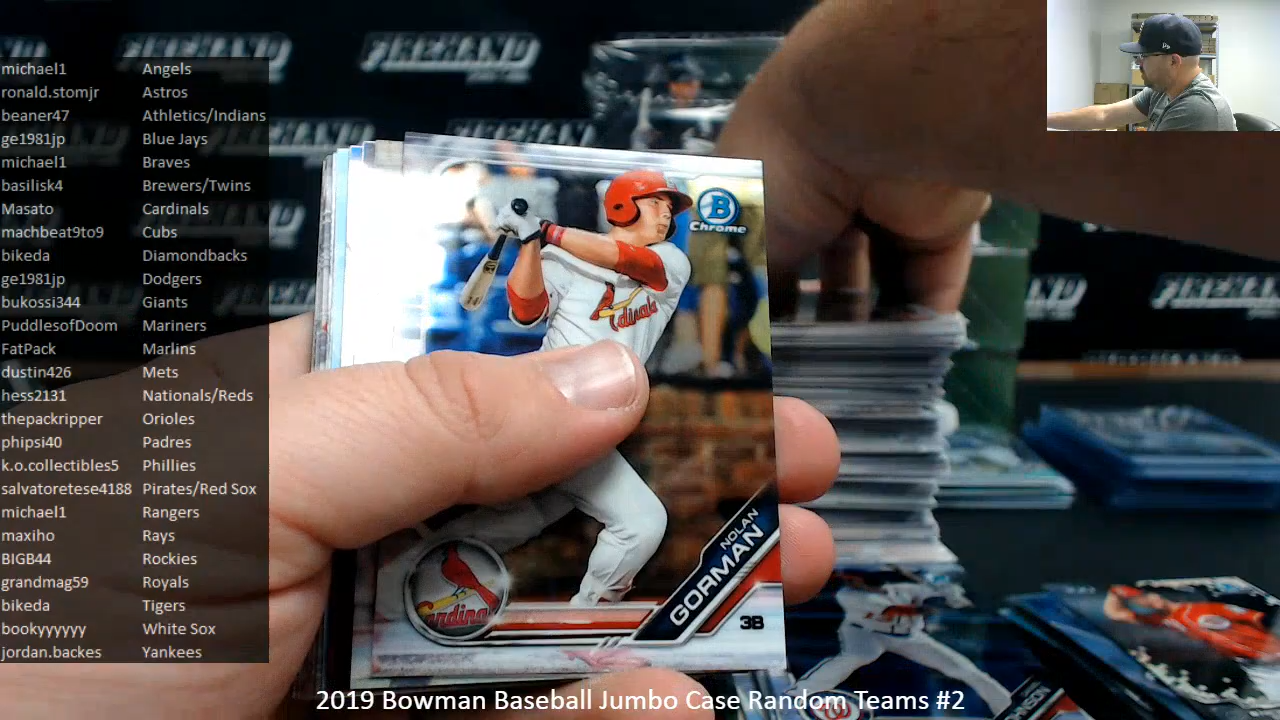 FIREHAND
FIREHAND
michael1 Angels
ronald.stomjr Astros
beaner47 Athletics/Indians
ge1981jp Blue Jays
michael1 Braves
basilisk4 Brewers/Twins
Masato Cardinals
machbeat9to9 Cubs
bikeda Diamondbacks
ge1981jp Dodgers
bukossi344 Giants
PuddlesofDoom Mariners
FatPack Marlins
dustin426 Mets
hess2131 Nationals/Reds
thepackripper Orioles
phipsi40 Padres
k.o.collectibles5 Phillies
salvatoretese4188 Pirates/Red Sox
michael1 Rangers
maxiho Rays
BIGB44 Rockies
grandmag59 Royals
bikeda Tigers
bookyyyyyy White Sox
jordan.backes Yankees
B
Chrome
Cardinals
NOLAN
GORMAN
3B
Cardinals
2019 Bowman Baseball Jumbo Case Random Teams #2